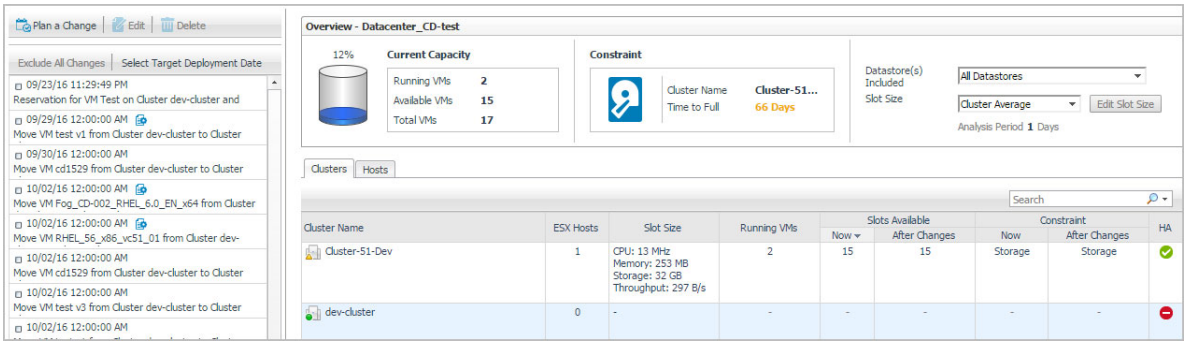 Plan a Change Edit Delete
Exclude All Changes Select Target Deployment Date
09/23/16 11:29:49 PM
Reservation for VM Test on Cluster dev-cluster and
09/29/16 12:00:00 AM
Move VM test v1 from Cluster dev-cluster to Cluster
09/30/16 12:00:00 AM
Move VM cd1529 from Cluster dev-cluster to Cluster
10/02/16 12:00:00 AM
Move VM Fog_CD-002_RHEL_6.0_EN_x64 from Cluster
10/02/16 12:00:00 AM
Move VM RHEL_56_x86_vc51_01 from Cluster dev-
10/02/16 12:00:00 AM
Move VM cd1529 from Cluster dev-cluster to Cluster
10/02/16 12:00:00 AM
Move VM test v3 from Cluster dev-cluster to Cluster
10/02/16 12:00:00 AM
Overview - Datacenter_CD-test
12%
Current Capacity
Running VMs 2
Available VMs 15
Total VMs 17
Constraint
Cluster Name Cluster-51...
Time to Full 66 Days
Datastore(s)
Included
All Datastores
Slot Size
Cluster Average
Edit Slot Size
Analysis Period 1 Days
Clusters Hosts
Search
Cluster Name ESX Hosts Slot Size Running VMs Slots Available Constraint HA
Now After Changes Now After Changes
Cluster-51-Dev 1 CPU: 13 MHz 2 15 15 Storage Storage
Memory: 253 MB
Storage: 32 GB
Throughput: 297 B/s
dev-cluster 0 - - - - - -